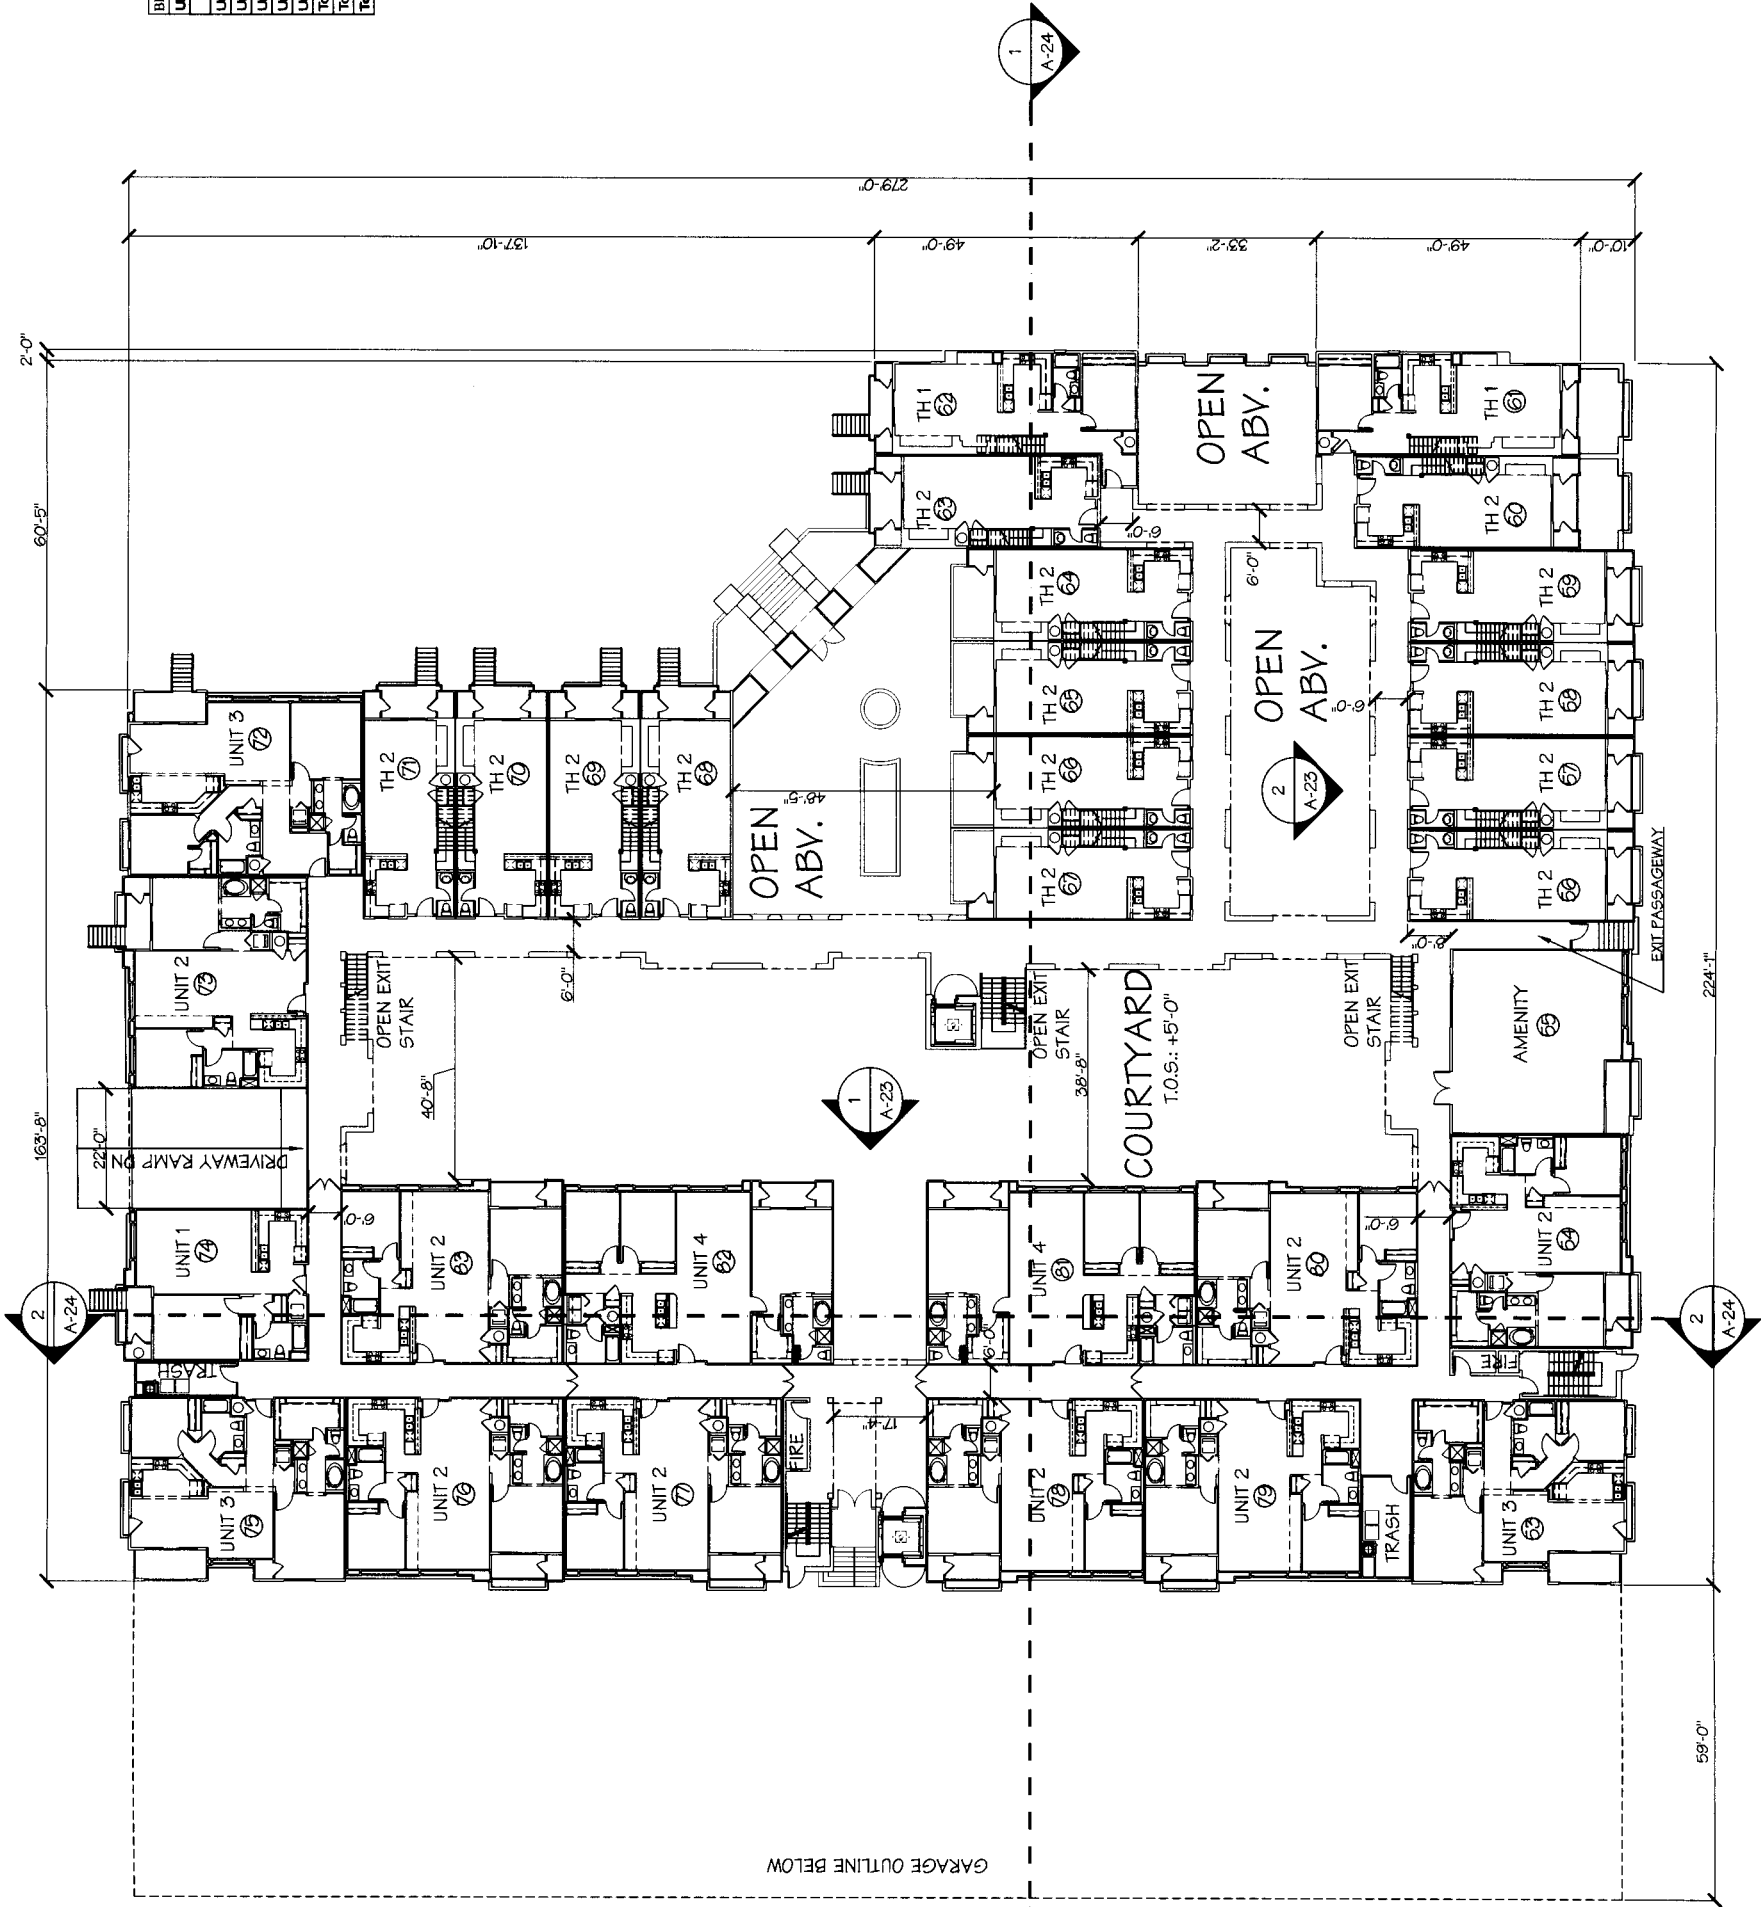 1
A-24
279'-0"
137'-10"
49'-0"
33'-2"
49'-0"
10'-0"
2'-0"
60'-5"
163'-8"
224'-1"
59'-0"
TH 1
62
OPEN
ABV.
TH 1
61
TH 2
63
6'-0"
6'-0"
TH 2
60
TH 2
64
TH 2
65
TH 2
66
TH 2
67
OPEN
ABV.
6'-0"
2
A-23
TH 2
59
TH 2
58
TH 2
57
TH 2
56
EXIT PASSAGEWAY
8'-0"
UNIT 3
72
TH 2
71
TH 2
70
TH 2
69
TH 2
68
OPEN
ABV.
48'-5"
UNIT 2
73
OPEN EXIT
STAIR
6'-0"
40'-8"
OPEN EXIT
STAIR
38'-8"
COURTYARD
T.O.S.: +5'-0"
OPEN EXIT
STAIR
AMENITY
65
1
A-23
22'-0"
DRIVEWAY RAMP DN
UNIT 1
74
6'-0"
UNIT 2
83
UNIT 4
82
UNIT 4
81
UNIT 2
80
6'-0"
UNIT 2
64
2
A-24
2
A-24
TRASH
6'-0"
FIRE
UNIT 3
75
UNIT 2
76
UNIT 2
77
FIRE
17'-4"
UNIT 2
78
UNIT 2
79
TRASH
UNIT 3
63
GARAGE OUTLINE BELOW